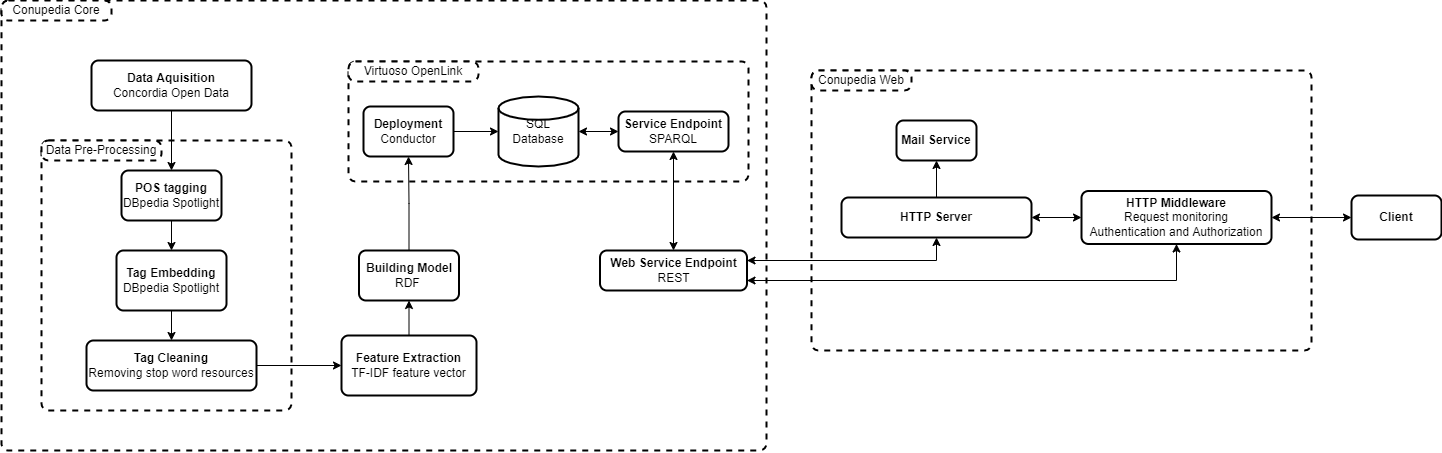 Conupedia Core
Data Aquisition
Concordia Open Data
Data Pre-Processing
POS tagging
DBpedia Spotlight
Tag Embedding
DBpedia Spotlight
Tag Cleaning
Removing stop word resources
Feature Extraction
TF-IDF feature vector
Building Model
RDF
Virtuoso OpenLink
Deployment
Conductor
SQL
Database
Service Endpoint
SPARQL
Web Service Endpoint
REST
Conupedia Web
Mail Service
HTTP Server
HTTP Middleware
Request monitoring
Authentication and Authorization
Client